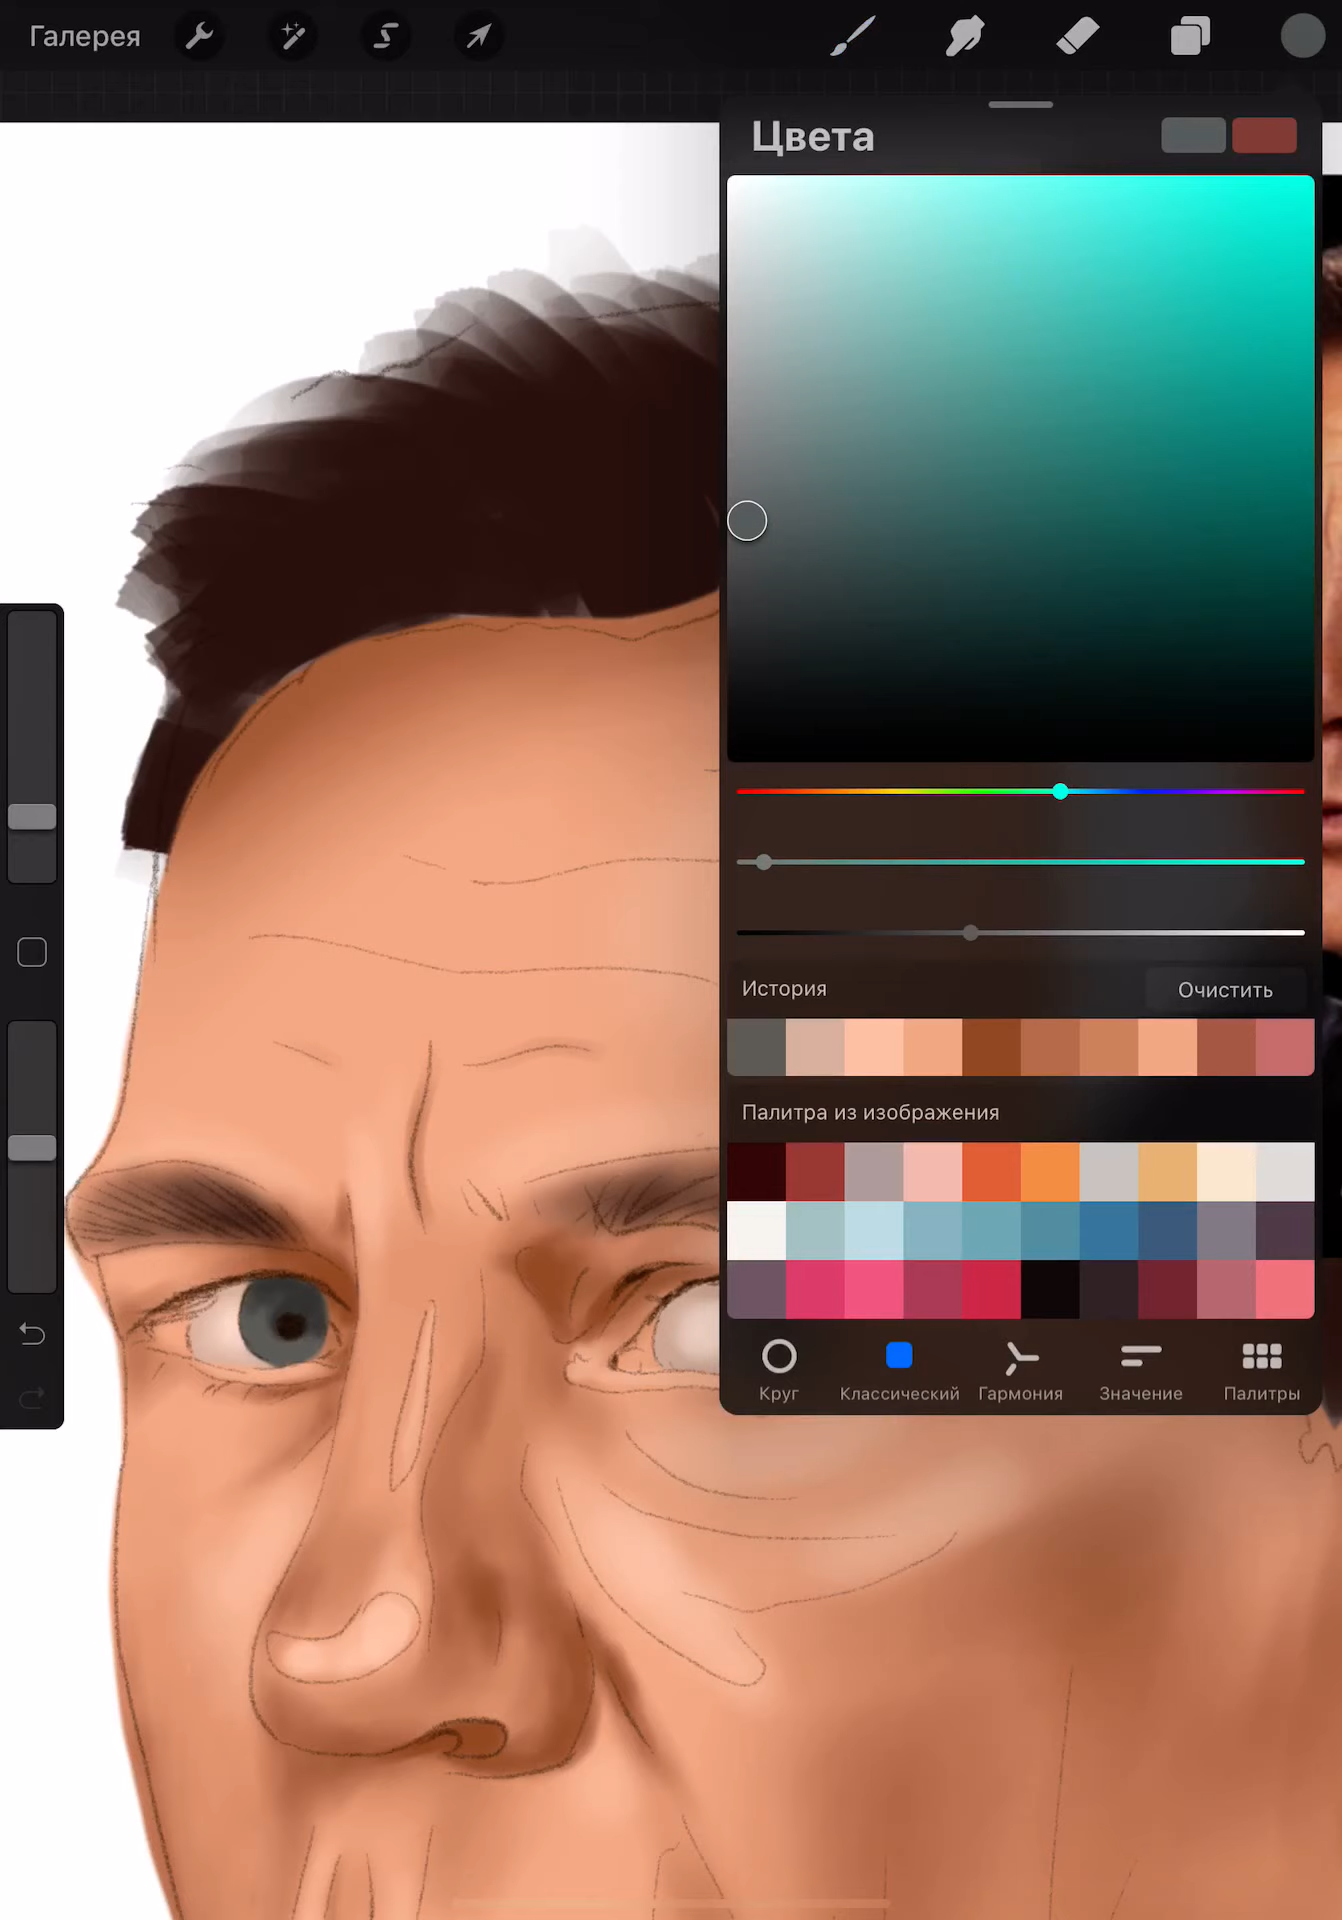 Галерея
Цвета
История
Очистить
Палитра из изображения
Круг
Классический
Гармония
Значение
Палитры